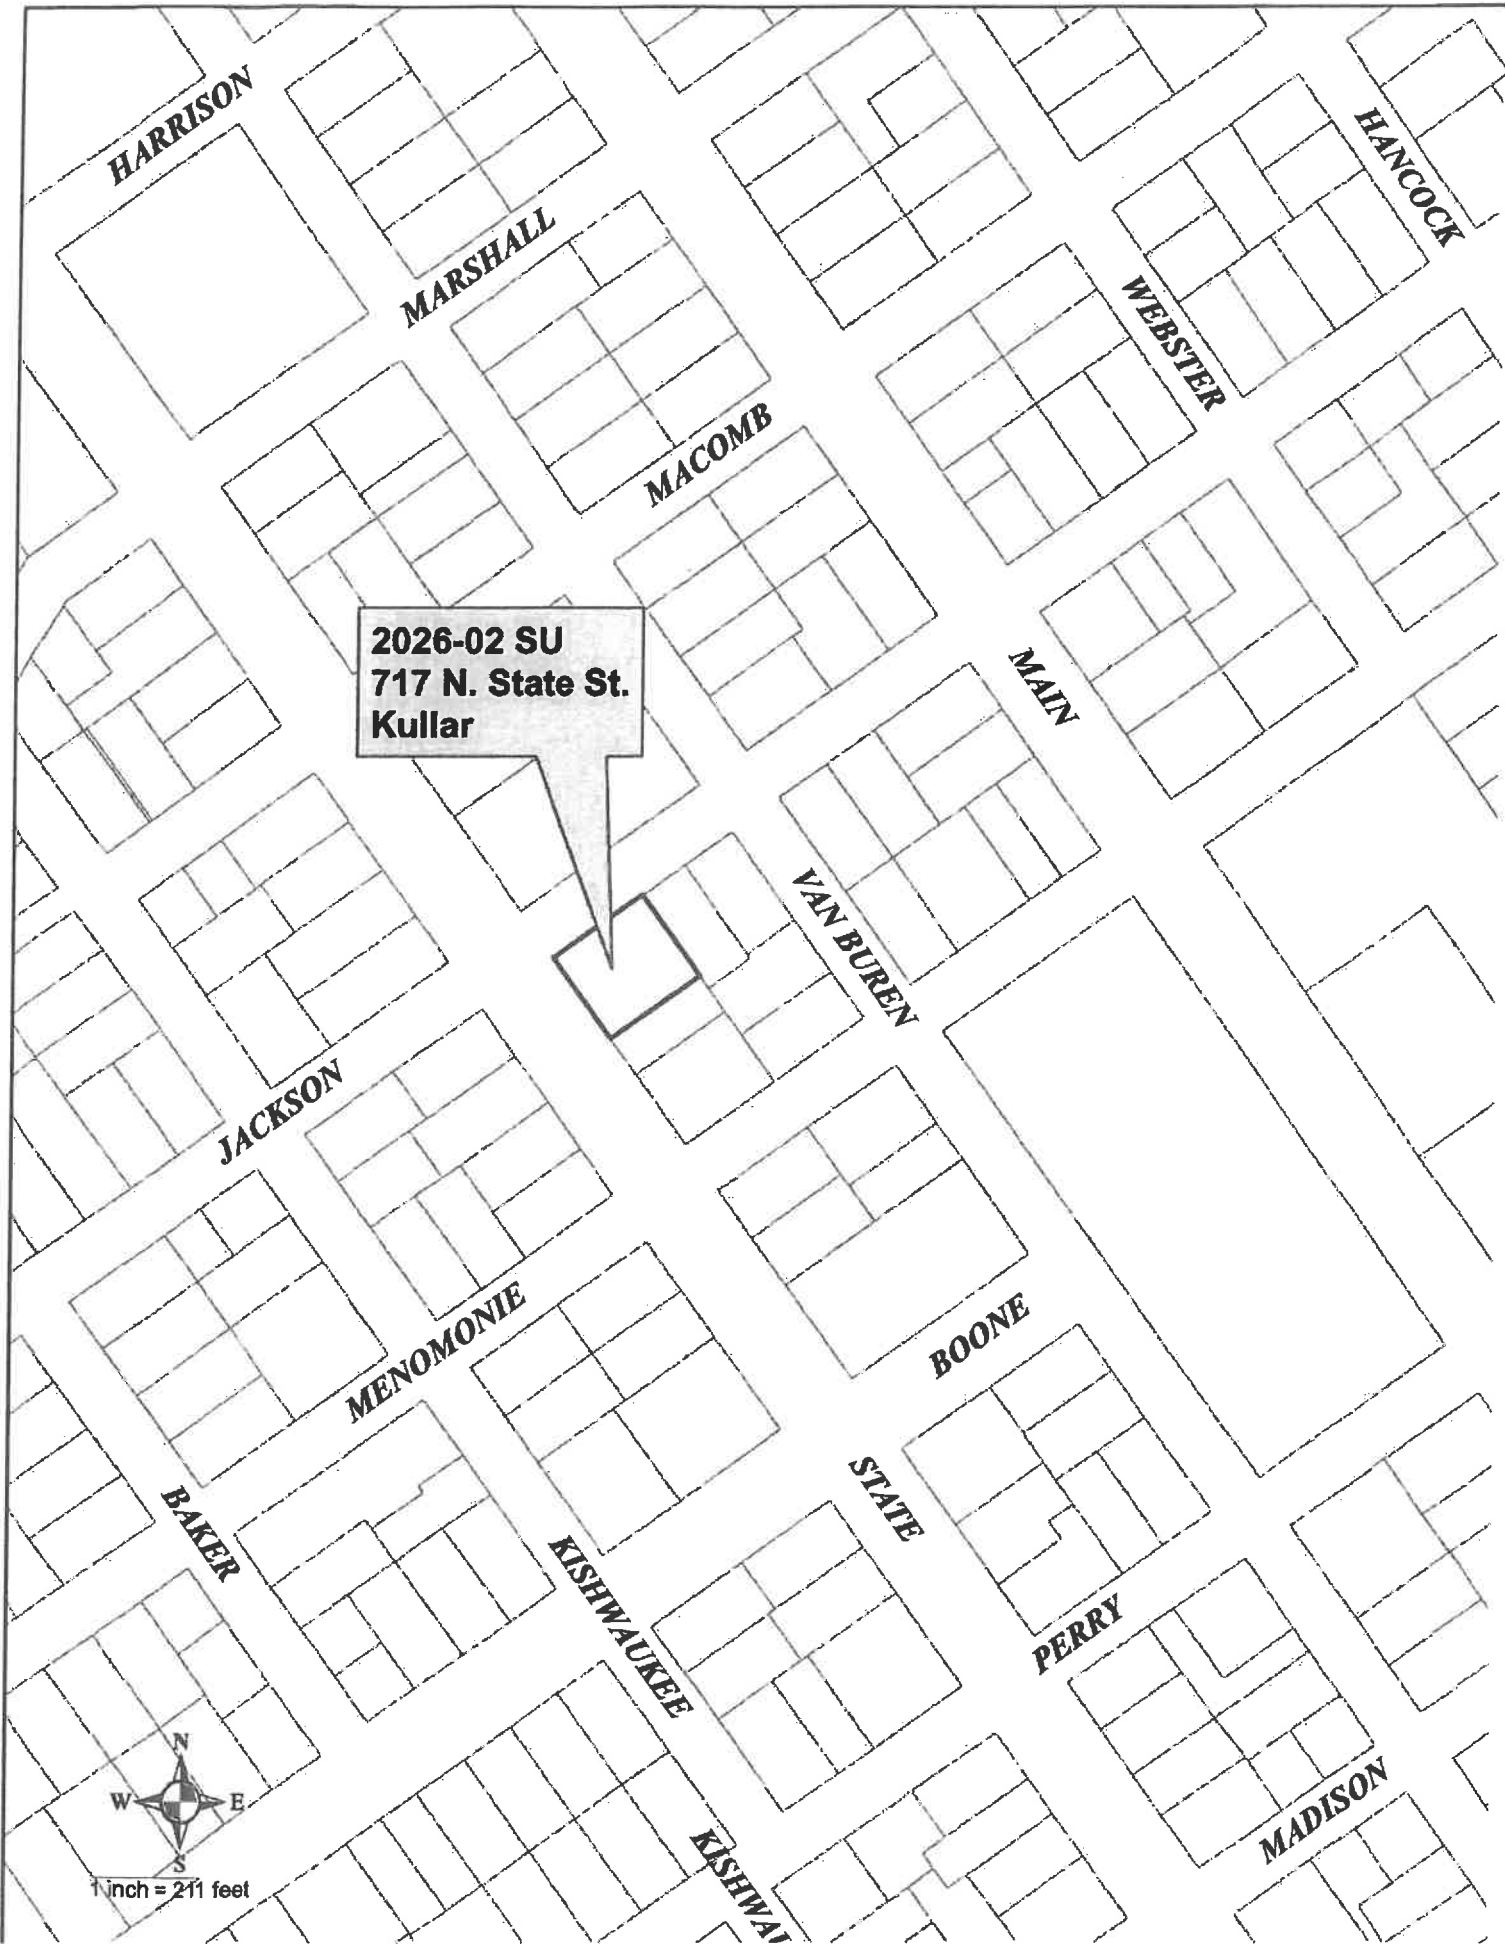 HARRISON
HANCOCK
MARSHALL
WEBSTER
MACOMB
2026-02 SU
717 N. State St.
Kullar
MAIN
VAN BUREN
JACKSON
MENOMONIE
BOONE
STATE
BAKER
KISHWAUKEE
PERRY
N
W E
S
MADISON
KISHWAU
1 inch = 211 feet